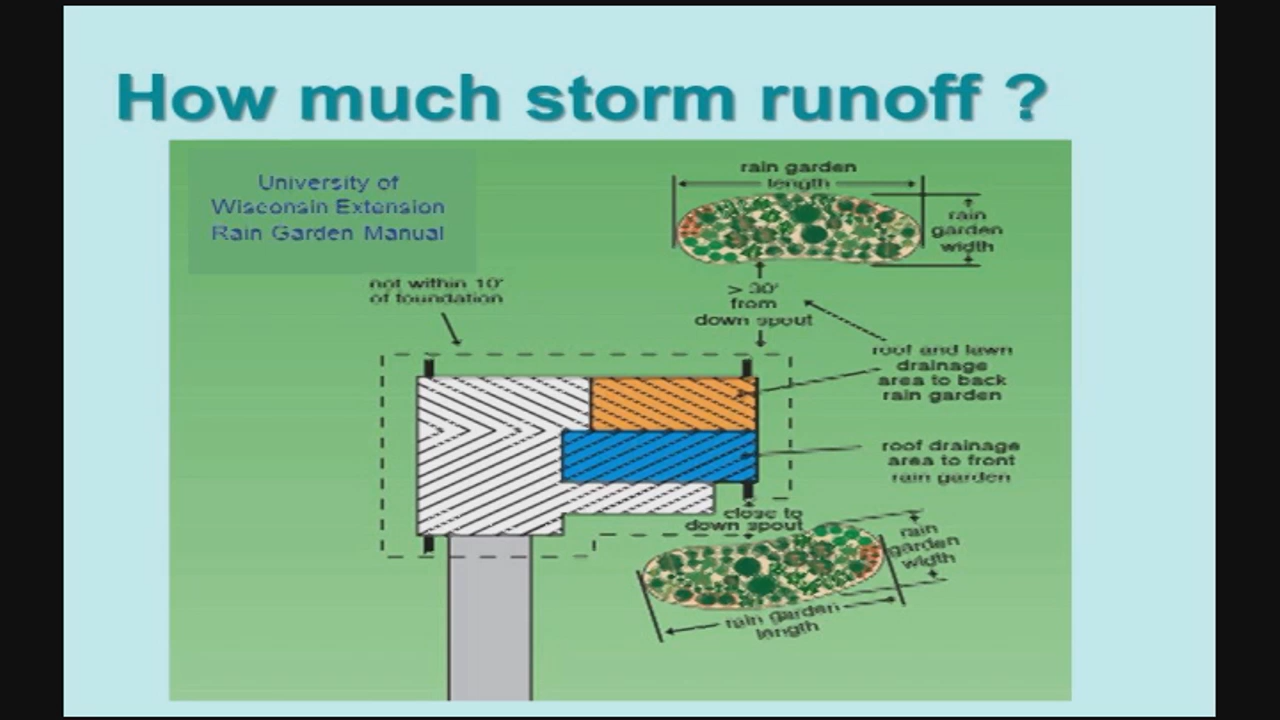 How much storm runoff ?
University of
Wisconsin Extension
Rain Garden Manual
rain garden
length
rain
garden
width
not within 10'
of foundation
> 30'
from
down spout
roof and lawn
drainage
area to back
rain garden
roof drainage
area to front
rain garden
close to
down spout
rain
garden
width
rain garden
length